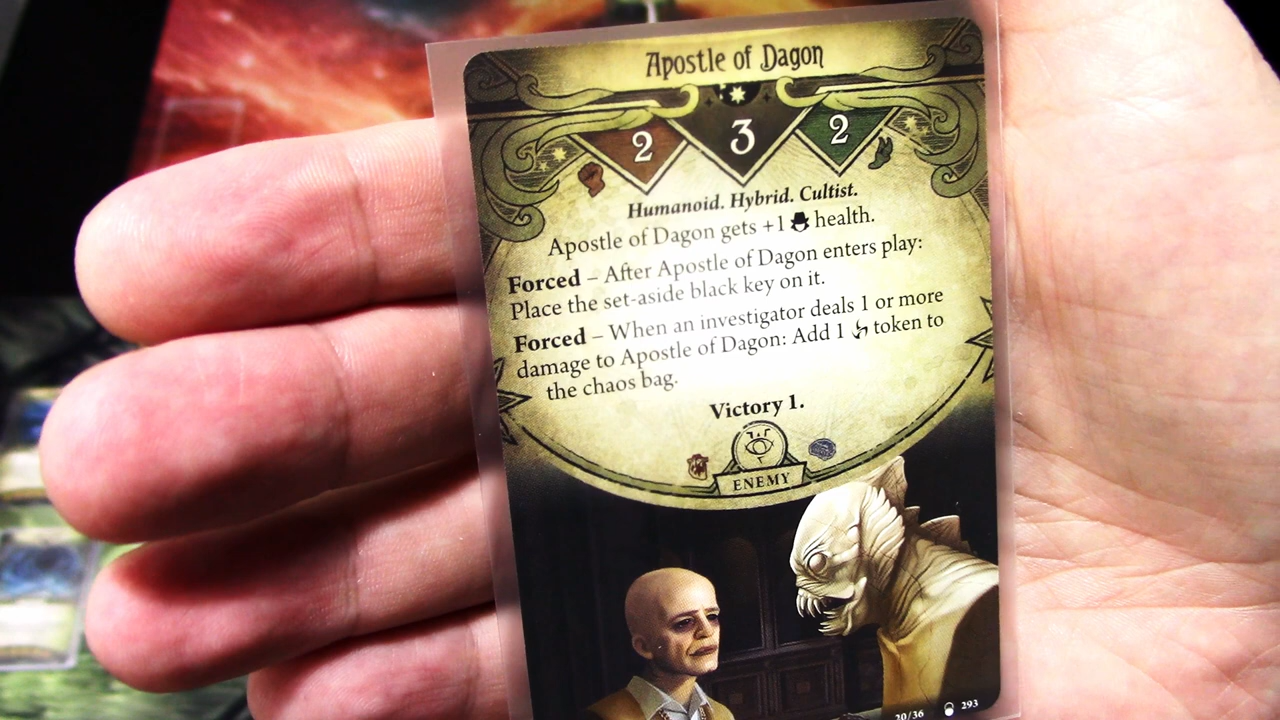 Apostle of Dagon
2 3 2
Humanoid. Hybrid. Cultist.
Apostle of Dagon gets +1 health.
Forced – After Apostle of Dagon enters play:
Place the set-aside black key on it.
Forced – When an investigator deals 1 or more
damage to Apostle of Dagon: Add 1 token to
the chaos bag.
Victory 1.
ENEMY
20/36 293